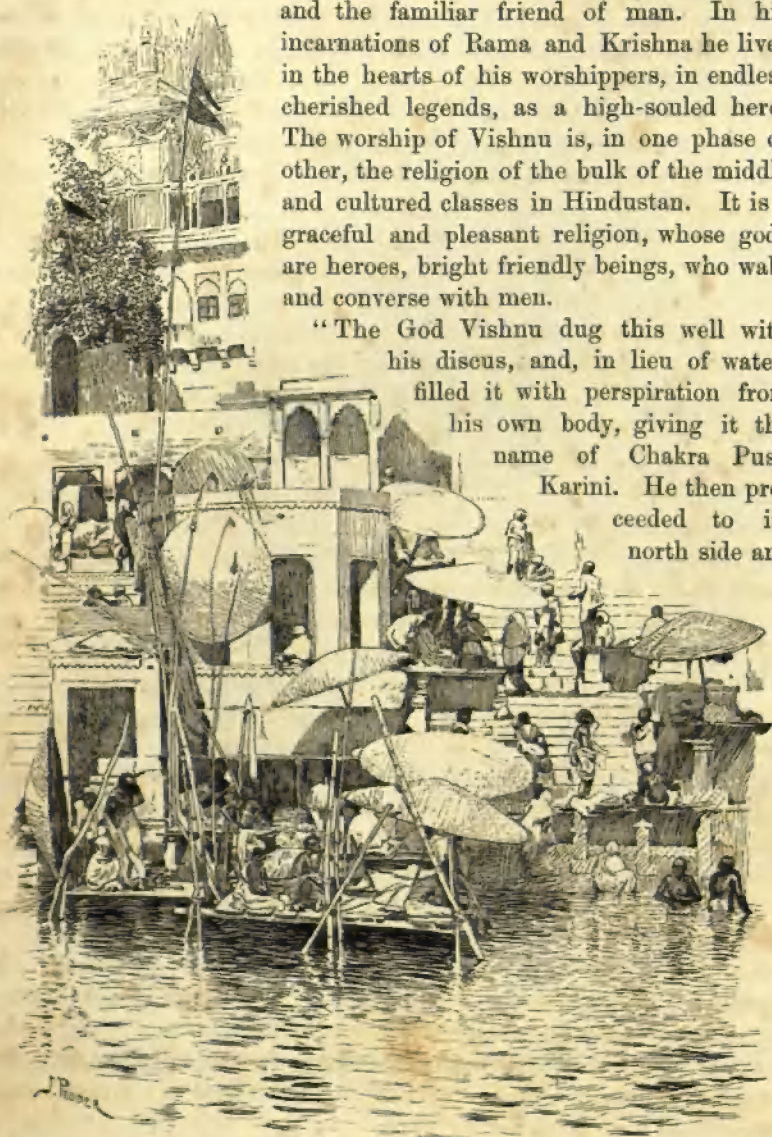 and the familiar friend of man. In hi
incarnations of Rama and Krishna he live
in the hearts of his worshippers, in endles
cherished legends, as a high-souled her
The worship of Vishnu is, in one phase o
other, the religion of the bulk of the middl
and cultured classes in Hindustan. It is
graceful and pleasant religion, whose god
are heroes, bright friendly beings, who wal
and converse with men.
"The God Vishnu dug this well wit
his discus, and, in lieu of wate
filled it with perspiration fro
his own body, giving it th
name of Chakra Pus
Karini. He then pro
ceeded to i
north side an
J. PEDDER